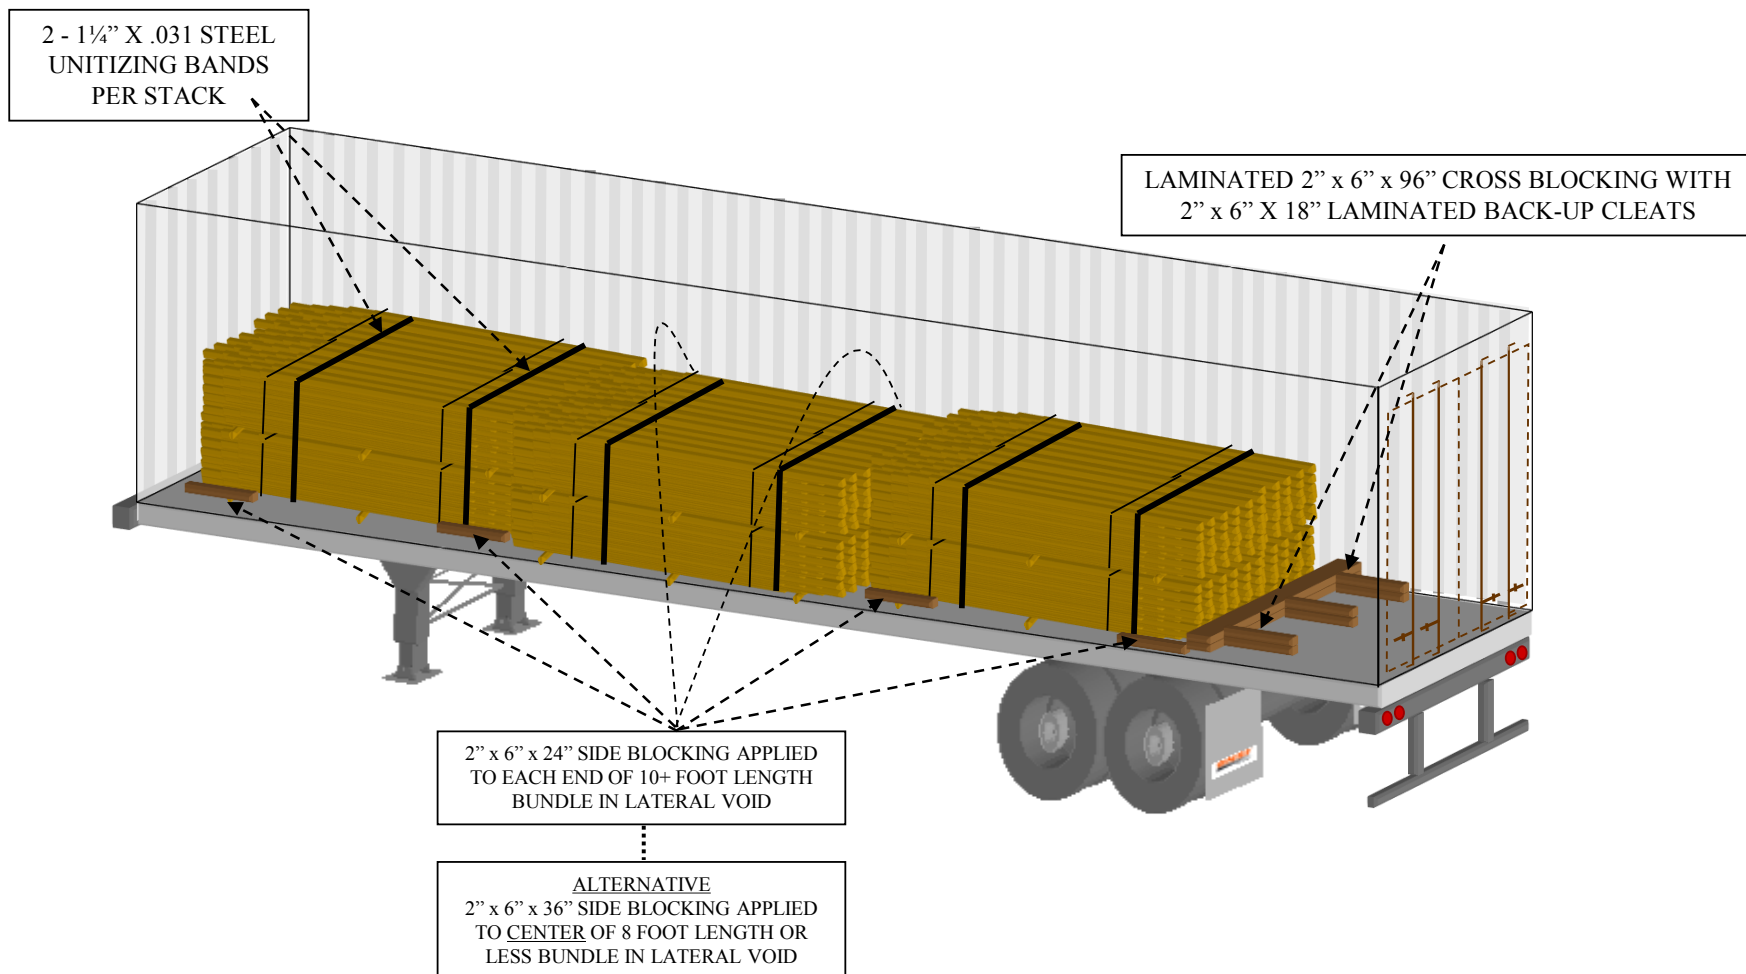 2 - 1¼” X .031 STEEL
UNITIZING BANDS
PER STACK
LAMINATED 2” x 6” x 96” CROSS BLOCKING WITH
2” x 6” X 18” LAMINATED BACK-UP CLEATS
2” x 6” x 24” SIDE BLOCKING APPLIED
TO EACH END OF 10+ FOOT LENGTH
BUNDLE IN LATERAL VOID
ALTERNATIVE
2” x 6” x 36” SIDE BLOCKING APPLIED
TO CENTER OF 8 FOOT LENGTH OR
LESS BUNDLE IN LATERAL VOID